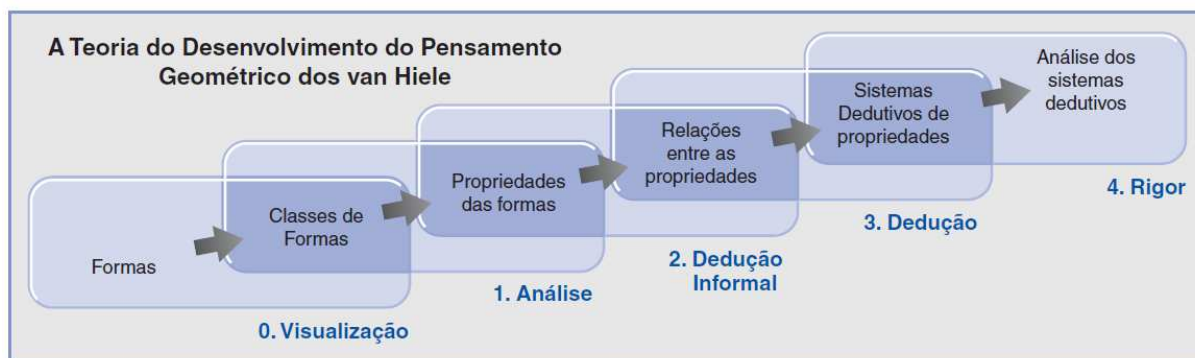 A Teoria do Desenvolvimento do Pensamento
Geométrico dos van Hiele
Formas
Classes de
Formas
Propriedades
das formas
Relações
entre as
propriedades
Sistemas
Dedutivos de
propriedades
Análise dos
sistemas
dedutivos
0. Visualização
1. Análise
2. Dedução
Informal
3. Dedução
4. Rigor